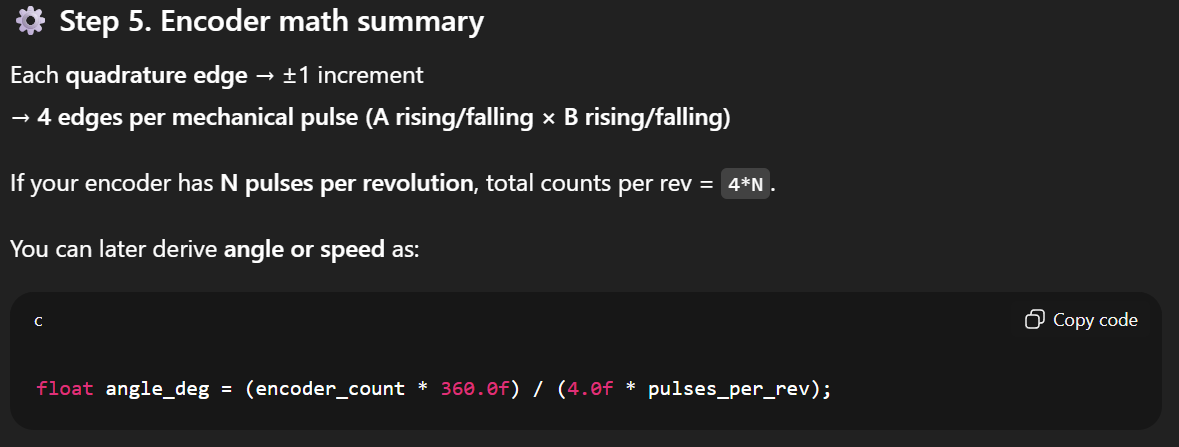 ⚙️ Step 5. Encoder math summary
Each quadrature edge → ±1 increment
→ 4 edges per mechanical pulse (A rising/falling × B rising/falling)
If your encoder has N pulses per revolution, total counts per rev = 4*N.
You can later derive angle or speed as:
c
Copy code
float angle_deg = (encoder_count * 360.0f) / (4.0f * pulses_per_rev);